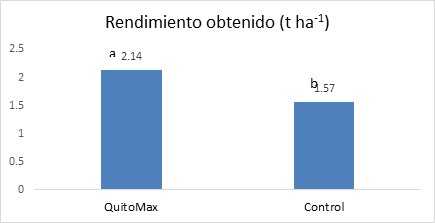 Rendimiento obtenido (t ha-1)
2.5
2
1.5
1
0.5
0
a 2.14
b 1.57
QuitoMax Control